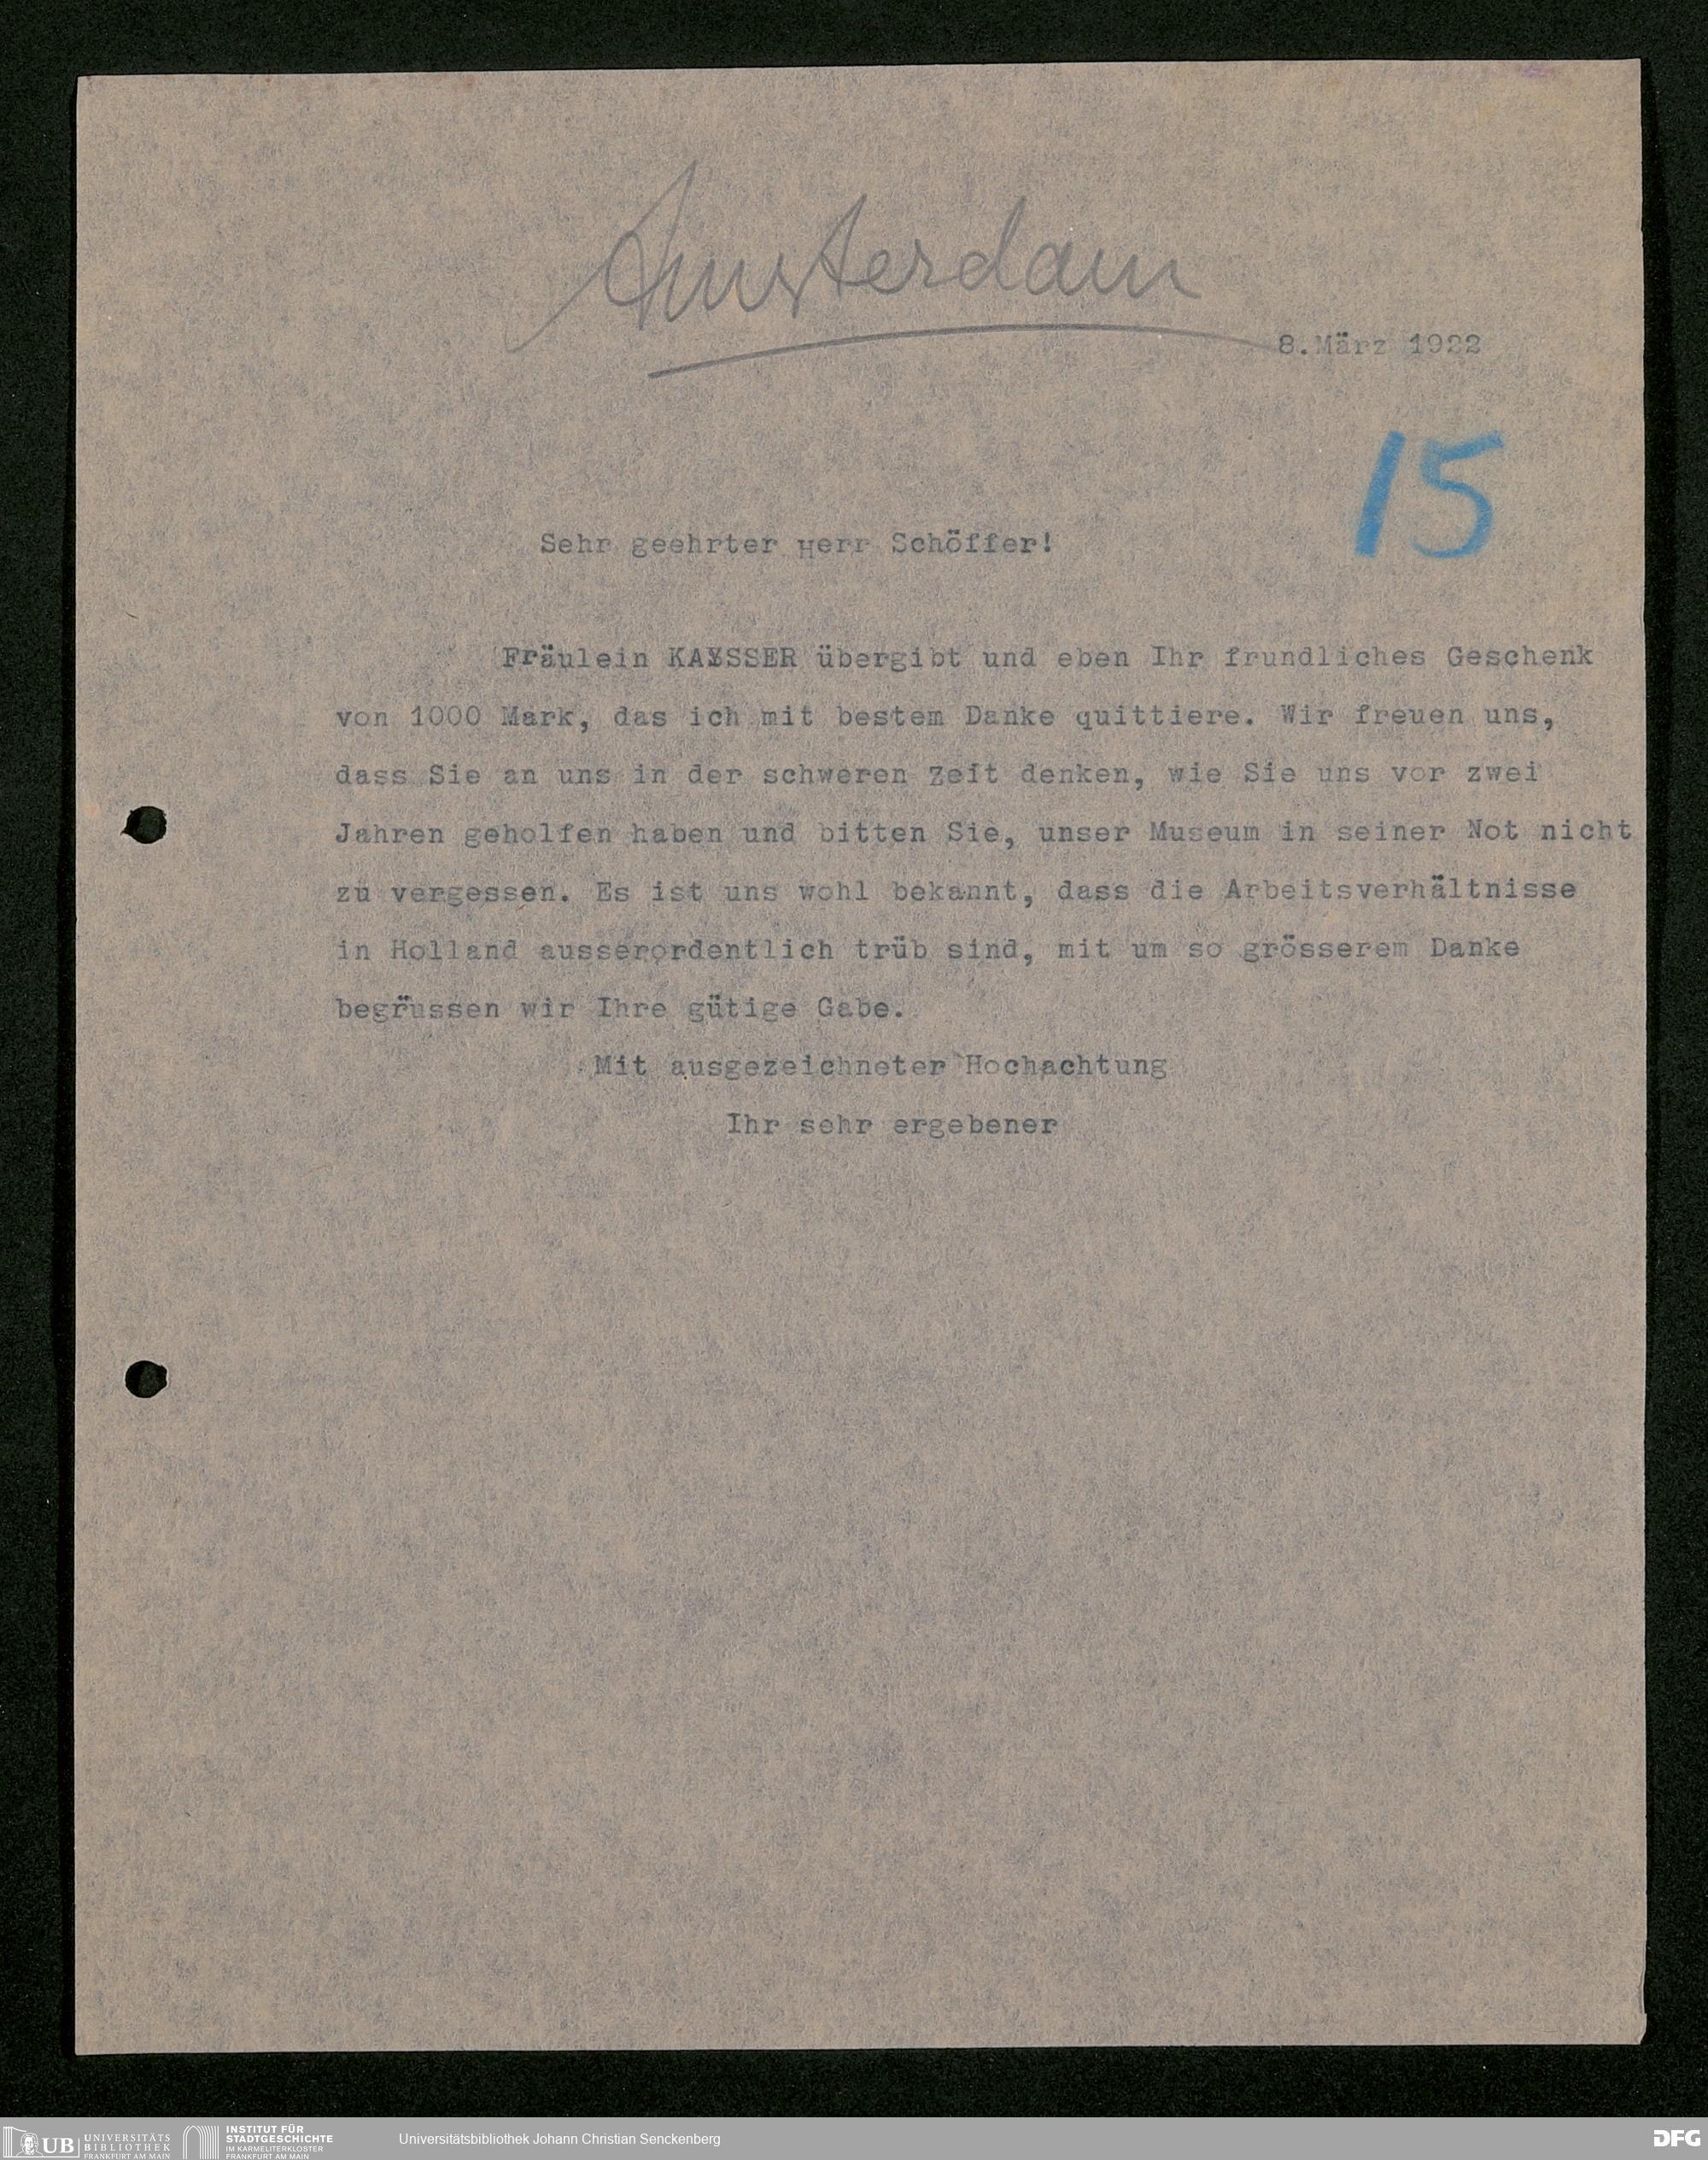 Amsterdam
8.März 1922
15
Sehr geehrter Herr Schöffer!
Fräulein KAYSSER übergibt und eben Ihr frundliches Geschenk
von 1000 Mark, das ich mit bestem Danke quittiere. Wir freuen uns,
dass Sie an uns in der schweren Zeit denken, wie Sie uns vor zwei
Jahren geholfen haben und bitten Sie, unser Museum in seiner Not nicht
zu vergessen. Es ist uns wohl bekannt, dass die Arbeitsverhältnisse
in Holland ausserordentlich trüb sind, mit um so grösserem Danke
begrüssen wir Ihre gütige Gabe.
Mit ausgezeichneter Hochachtung
Ihr sehr ergebener
UB UNIVERSITÄTS
BIBLIOTHEK
FRANKFURT AM MAIN
INSTITUT FÜR
STADTGESCHICHTE
IM KARMELITERKLOSTER
FRANKFURT AM MAIN
Universitätsbibliothek Johann Christian Senckenberg
DFG